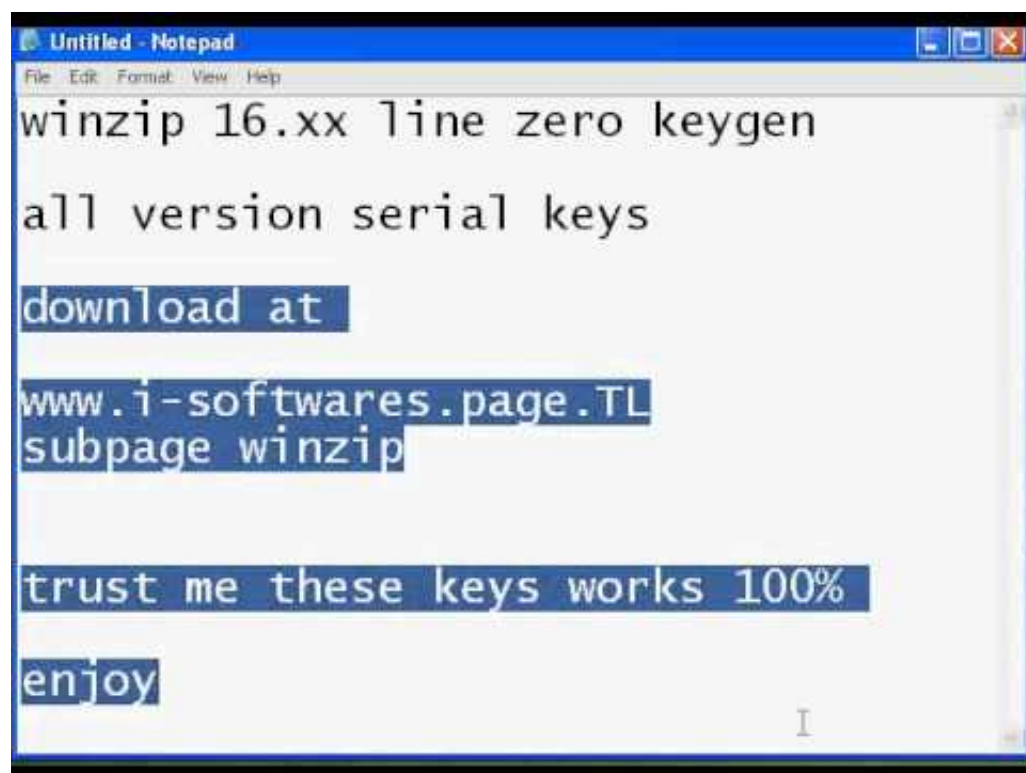 Untitled - Notepad
File Edit Format View Help
winzip 16.xx line zero keygen
all version serial keys
download at
www.i-softwares.page.TL
subpage winzip
trust me these keys works 100%
enjoy